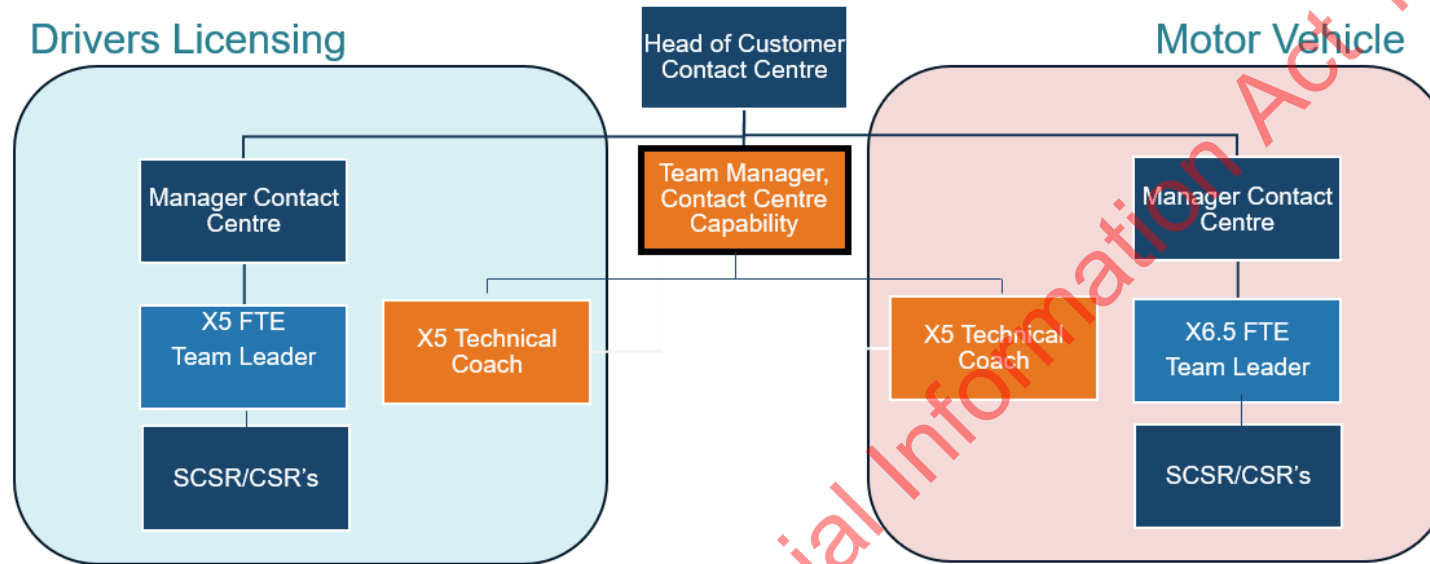 Drivers Licensing
Head of Customer
Contact Centre
Motor Vehicle
Manager Contact
Centre
Team Manager,
Contact Centre
Capability
Manager Contact
Centre
X5 FTE
Team Leader
X5 Technical
Coach
X5 Technical
Coach
X6.5 FTE
Team Leader
SCSR/CSR's
SCSR/CSR's
Information Act